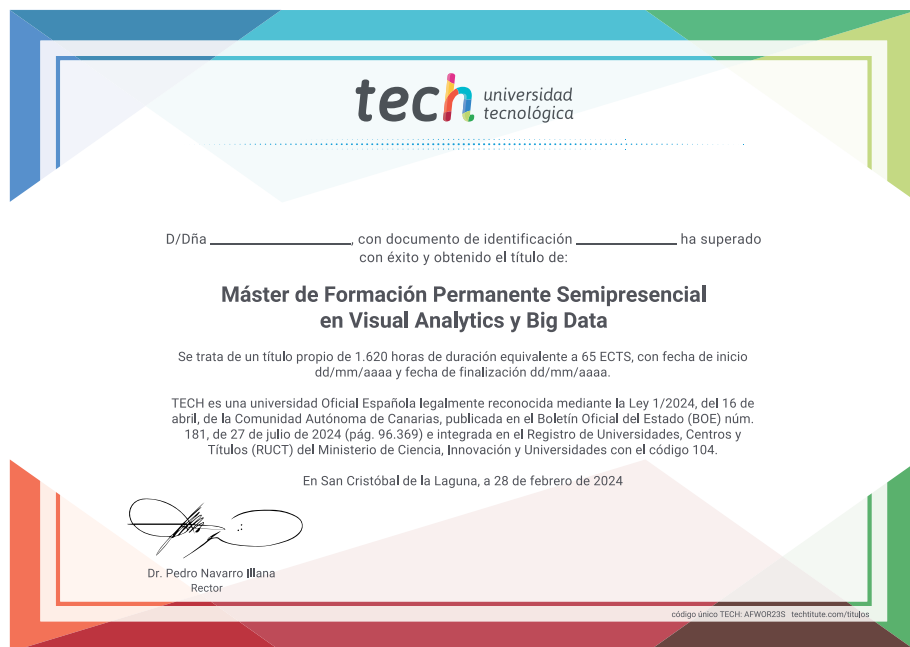 tech universidad
tecnológica
D/Dña ________________, con documento de identificación ____________ ha superado
con éxito y obtenido el título de:
Máster de Formación Permanente Semipresencial
en Visual Analytics y Big Data
Se trata de un título propio de 1.620 horas de duración equivalente a 65 ECTS, con fecha de inicio
dd/mm/aaaa y fecha de finalización dd/mm/aaaa.
TECH es una universidad Oficial Española legalmente reconocida mediante la Ley 1/2024, del 16 de
abril, de la Comunidad Autónoma de Canarias, publicada en el Boletín Oficial del Estado (BOE) núm.
181, de 27 de julio de 2024 (pág. 96.369) e integrada en el Registro de Universidades, Centros y
Títulos (RUCT) del Ministerio de Ciencia, Innovación y Universidades con el código 104.
En San Cristóbal de la Laguna, a 28 de febrero de 2024
Dr. Pedro Navarro Illana
Rector
código único TECH: AFWOR23S techtitute.com/titulos